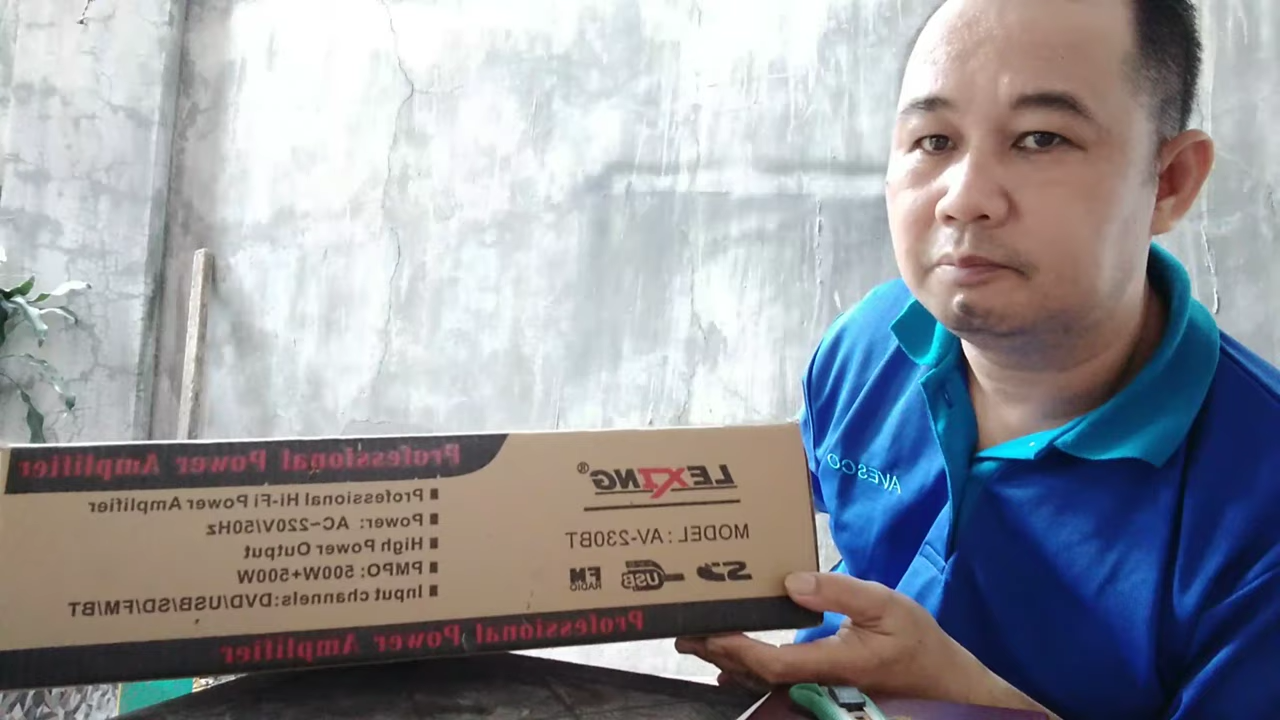 LEXING®
MODEL: AV-230BT
SD USB FM RADIO
Professional Power Amplifier
Professional Hi-Fi Power Amplifier
Power: AC~220V/50Hz
High Power Output
PMPO: 500W+500W
Input channels:DVD/USB/SD/FM/BT
Professional Power Amplifier
AVESCO